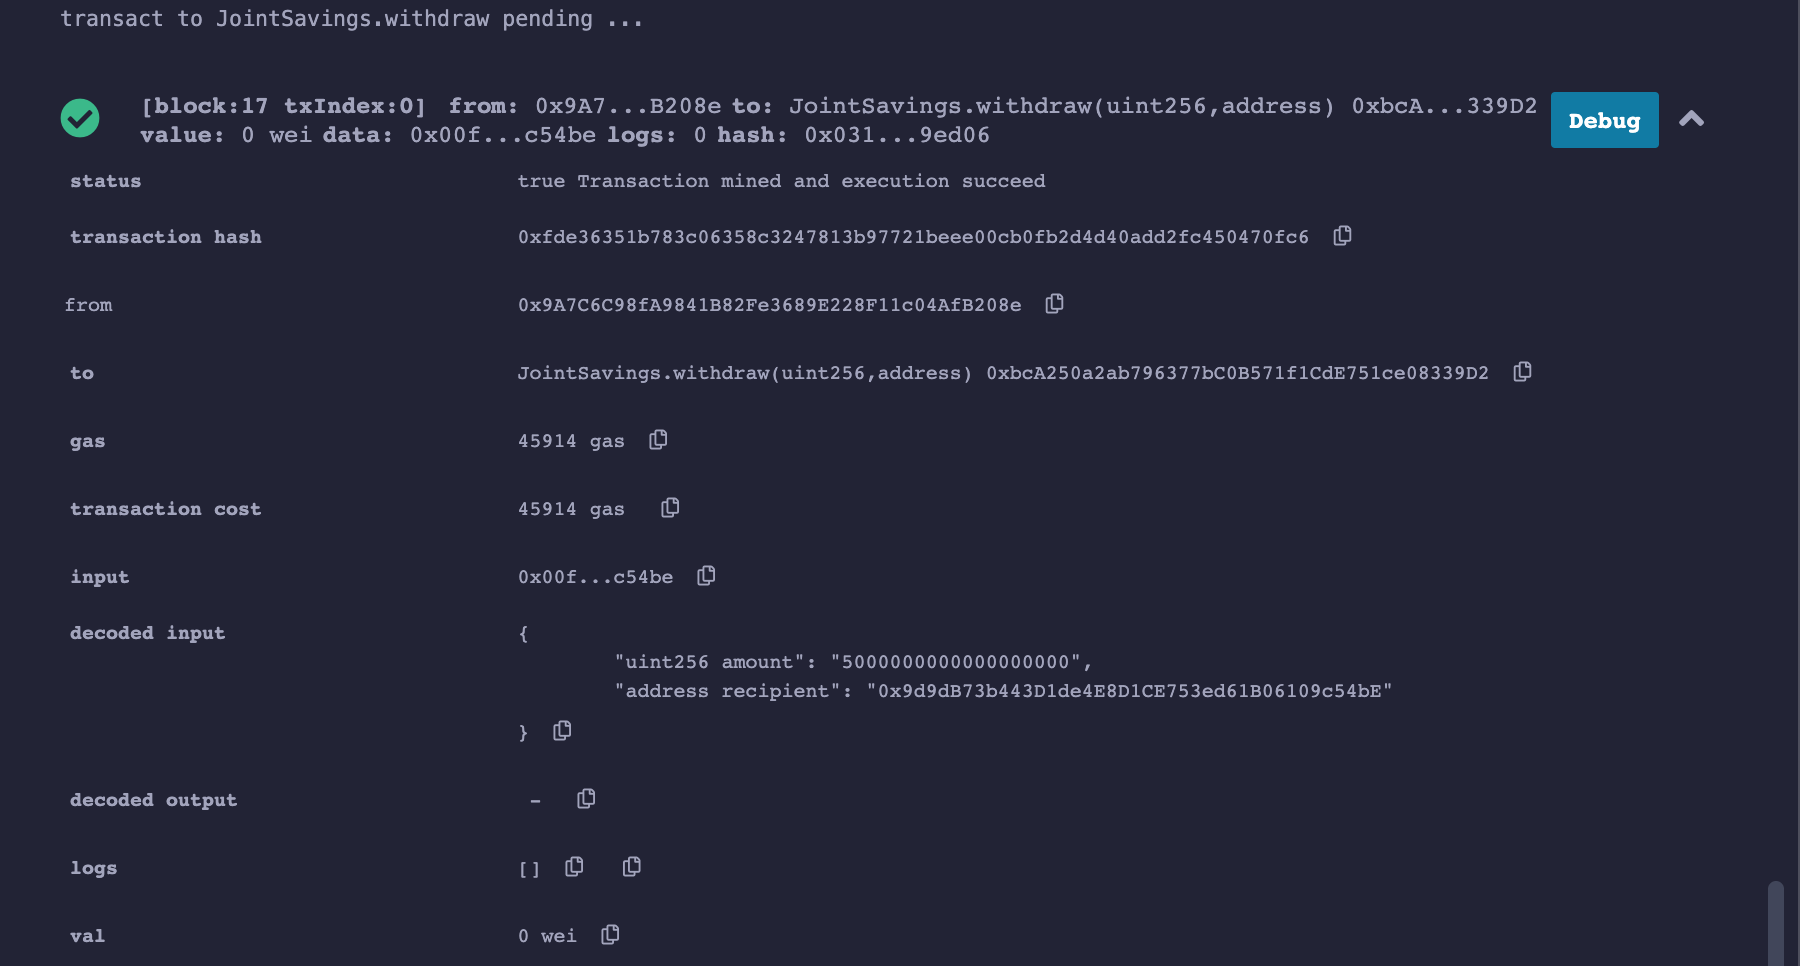 transact to JointSavings.withdraw pending ...
[block:17 txIndex:0] from: 0x9A7...B208e to: JointSavings.withdraw(uint256,address) 0xbcA...339D2
value: 0 wei data: 0x00f...c54be logs: 0 hash: 0x031...9ed06
Debug
status true Transaction mined and execution succeed
transaction hash 0xfde36351b783c06358c3247813b97721beee00cb0fb2d4d40add2fc450470fc6
from 0x9A7C6C98fA9841B82Fe3689E228F11c04AfB208e
to JointSavings.withdraw(uint256,address) 0xbcA250a2ab796377bC0B571f1CdE751ce08339D2
gas 45914 gas
transaction cost 45914 gas
input 0x00f...c54be
decoded input {
"uint256 amount": "5000000000000000000",
"address recipient": "0x9d9dB73b443D1de4E8D1CE753ed61B06109c54bE"
}
decoded output -
logs []
val 0 wei